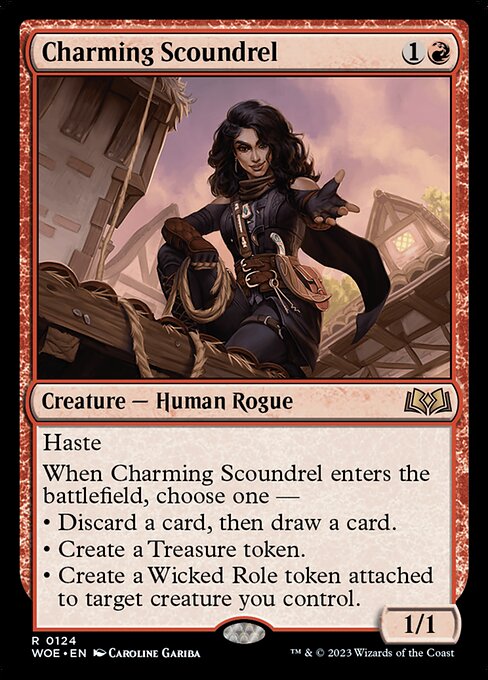 Charming Scoundrel 1
Creature — Human Rogue
Haste
When Charming Scoundrel enters the
battlefield, choose one —
• Discard a card, then draw a card.
• Create a Treasure token.
• Create a Wicked Role token attached
to target creature you control.
1/1
R 0124
WOE • EN Caroline Gariba
™ & © 2023 Wizards of the Coast